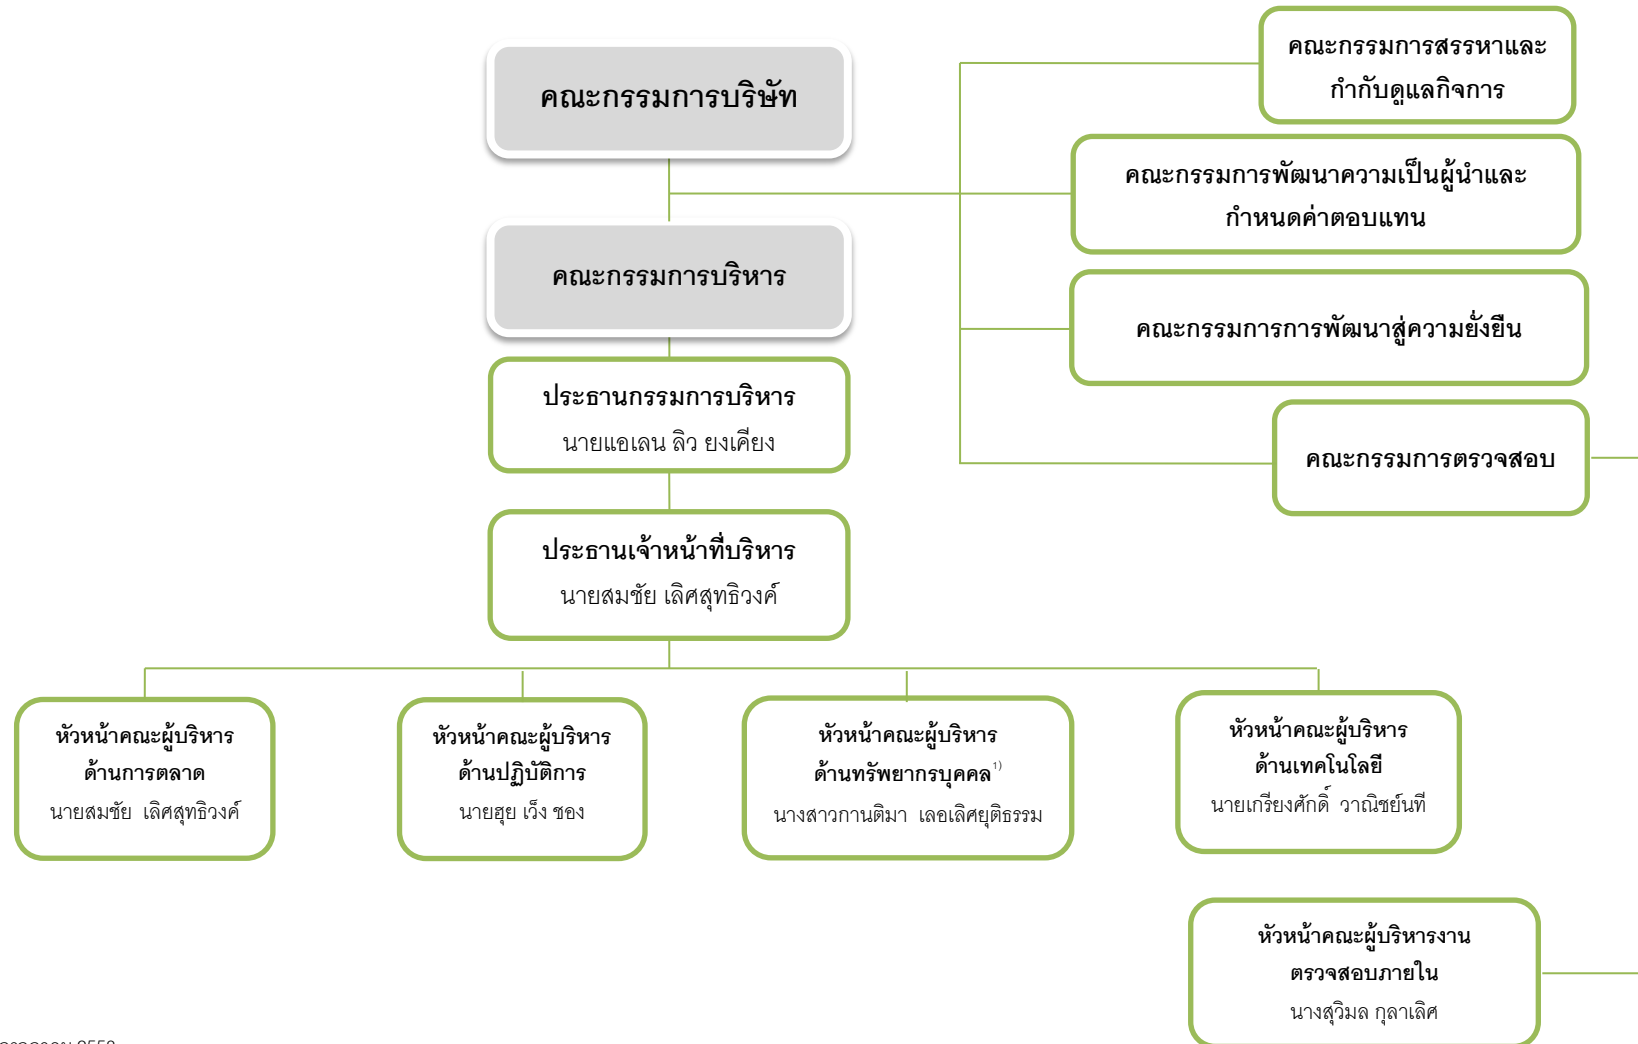 คณะกรรมการสรรหาและ
กำกับดูแลกิจการ
คณะกรรมการบริษัท
คณะกรรมการพัฒนาความเป็นผู้นำและ
กำหนดค่าตอบแทน
คณะกรรมการบริหาร
คณะกรรมการการพัฒนาสู่ความยั่งยืน
ประธานกรรมการบริหาร
นายแอเลน ลิว ยงเคียง
คณะกรรมการตรวจสอบ
ประธานเจ้าหน้าที่บริหาร
นายสมชัย เลิศสุทธิวงค์
หัวหน้าคณะผู้บริหาร
ด้านการตลาด
นายสมชัย เลิศสุทธิวงค์
หัวหน้าคณะผู้บริหาร
ด้านปฏิบัติการ
นายฮุย เว็ง ชอง
หัวหน้าคณะผู้บริหาร
ด้านทรัพยากรบุคคล 1)
นางสาวกานติมา เลอเลิศยุติธรรม
หัวหน้าคณะผู้บริหาร
ด้านเทคโนโลยี
นายเกรียงศักดิ์ วาณิชย์นที
หัวหน้าคณะผู้บริหารงาน
ตรวจสอบภายใน
นางสุวิมล กุลาเลิศ